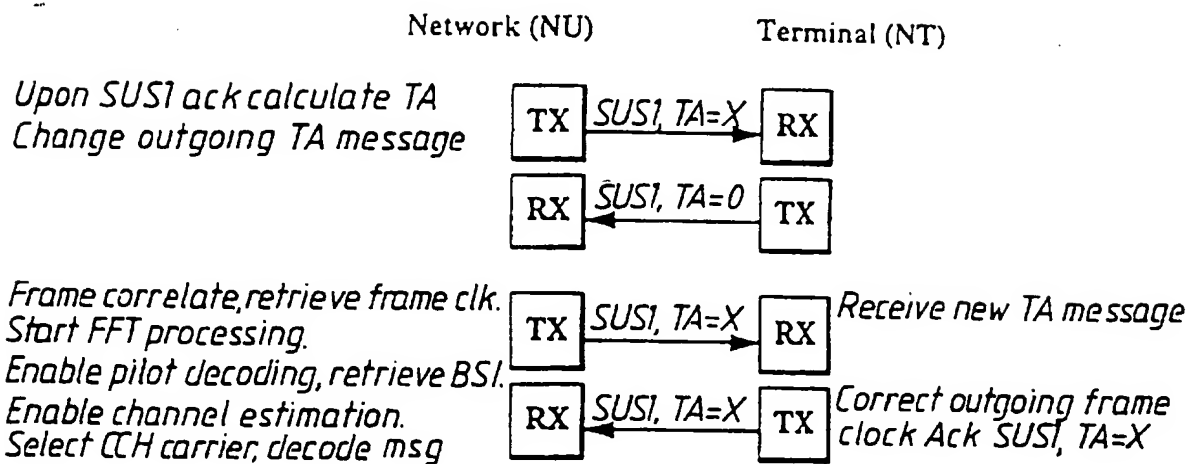 Network (NU) Terminal (NT)
Upon SUS1 ack calculate TA
Change outgoing TA message
TX SUS1, TA=X RX
RX SUS1, TA=0 TX
Frame correlate, retrieve frame clk.
Start FFT processing.
Enable pilot decoding, retrieve BSI.
Enable channel estimation.
Select CCH carrier, decode msg
TX SUS1, TA=X RX
Receive new TA message
RX SUS1, TA=X TX
Correct outgoing frame
clock Ack SUS1, TA=X